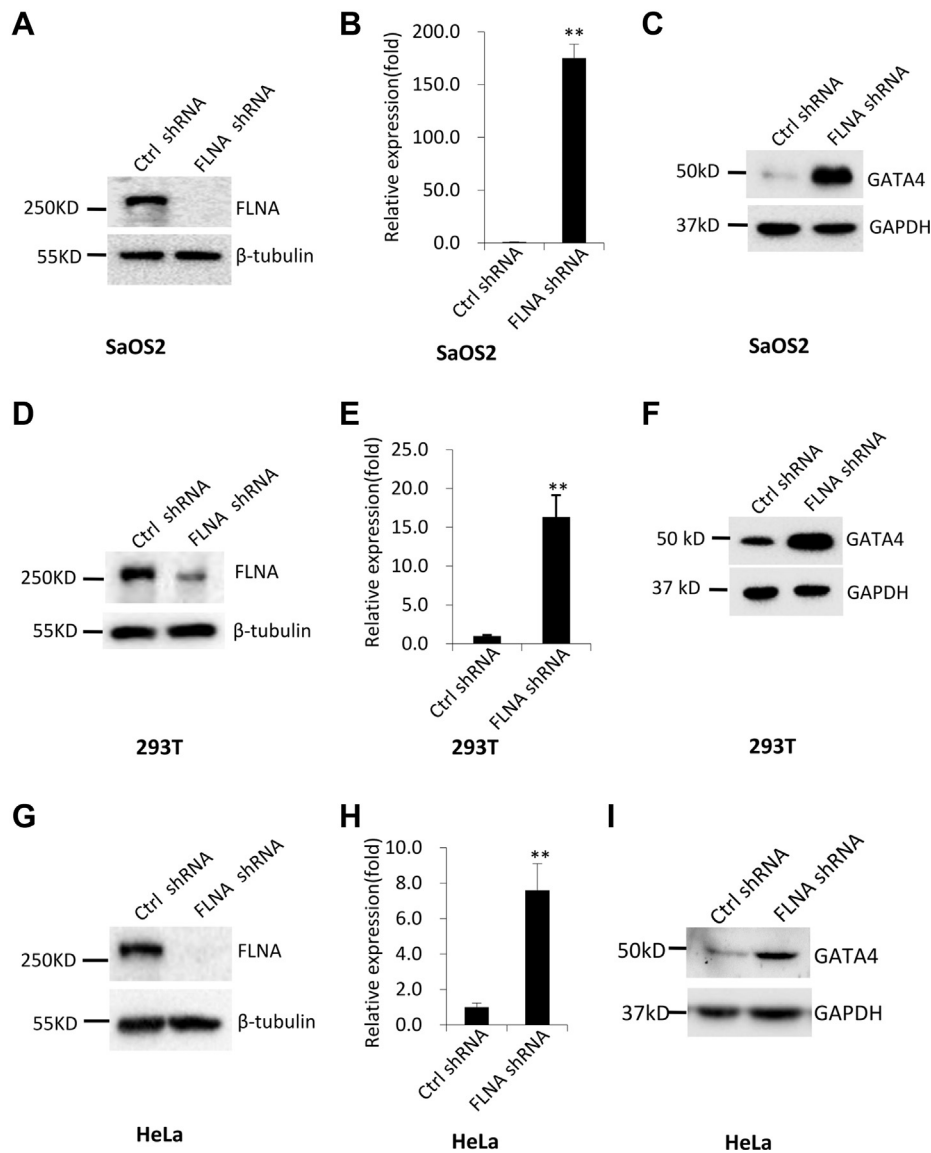 A
Ctrl shRNA
FLNA shRNA
250KD
FLNA
55KD
β-tubulin
SaOS2
B
Relative expression(fold)
200.0
150.0
100.0
50.0
0.0
**
Ctrl shRNA
FLNA shRNA
SaOS2
C
Ctrl shRNA
FLNA shRNA
50kD
GATA4
37kD
GAPDH
SaOS2
D
Ctrl shRNA
FLNA shRNA
250KD
FLNA
55KD
β-tubulin
293T
E
Relative expression(fold)
25.0
20.0
15.0
10.0
5.0
0.0
**
Ctrl shRNA
FLNA shRNA
293T
F
Ctrl shRNA
FLNA shRNA
50 kD
GATA4
37 kD
GAPDH
293T
G
Ctrl shRNA
FLNA shRNA
250KD
FLNA
55KD
β-tubulin
HeLa
H
Relative expression(fold)
10.0
8.0
6.0
4.0
2.0
0.0
**
Ctrl shRNA
FLNA shRNA
HeLa
I
Ctrl shRNA
FLNA shRNA
50kD
GATA4
37kD
GAPDH
HeLa